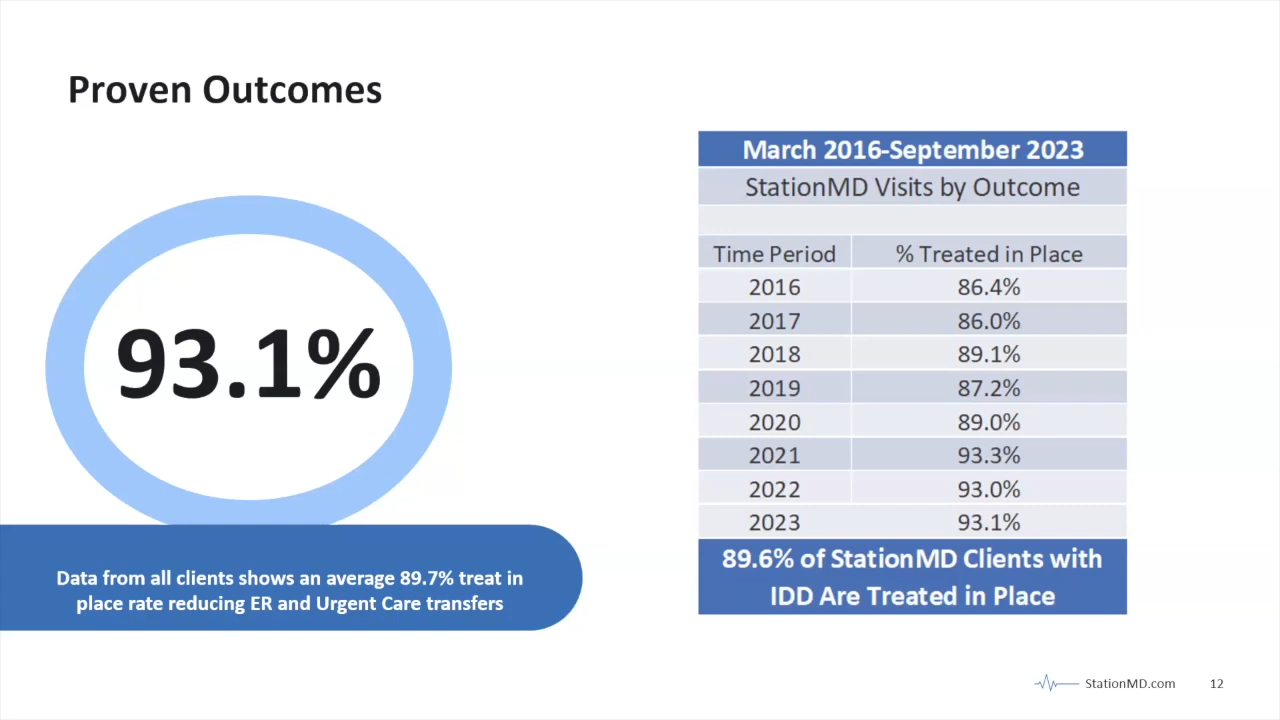 Proven Outcomes
93.1%
Data from all clients shows an average 89.7% treat in
place rate reducing ER and Urgent Care transfers
March 2016-September 2023
StationMD Visits by Outcome
Time Period % Treated in Place
2016 86.4%
2017 86.0%
2018 89.1%
2019 87.2%
2020 89.0%
2021 93.3%
2022 93.0%
2023 93.1%
89.6% of StationMD Clients with
IDD Are Treated in Place
StationMD.com 12